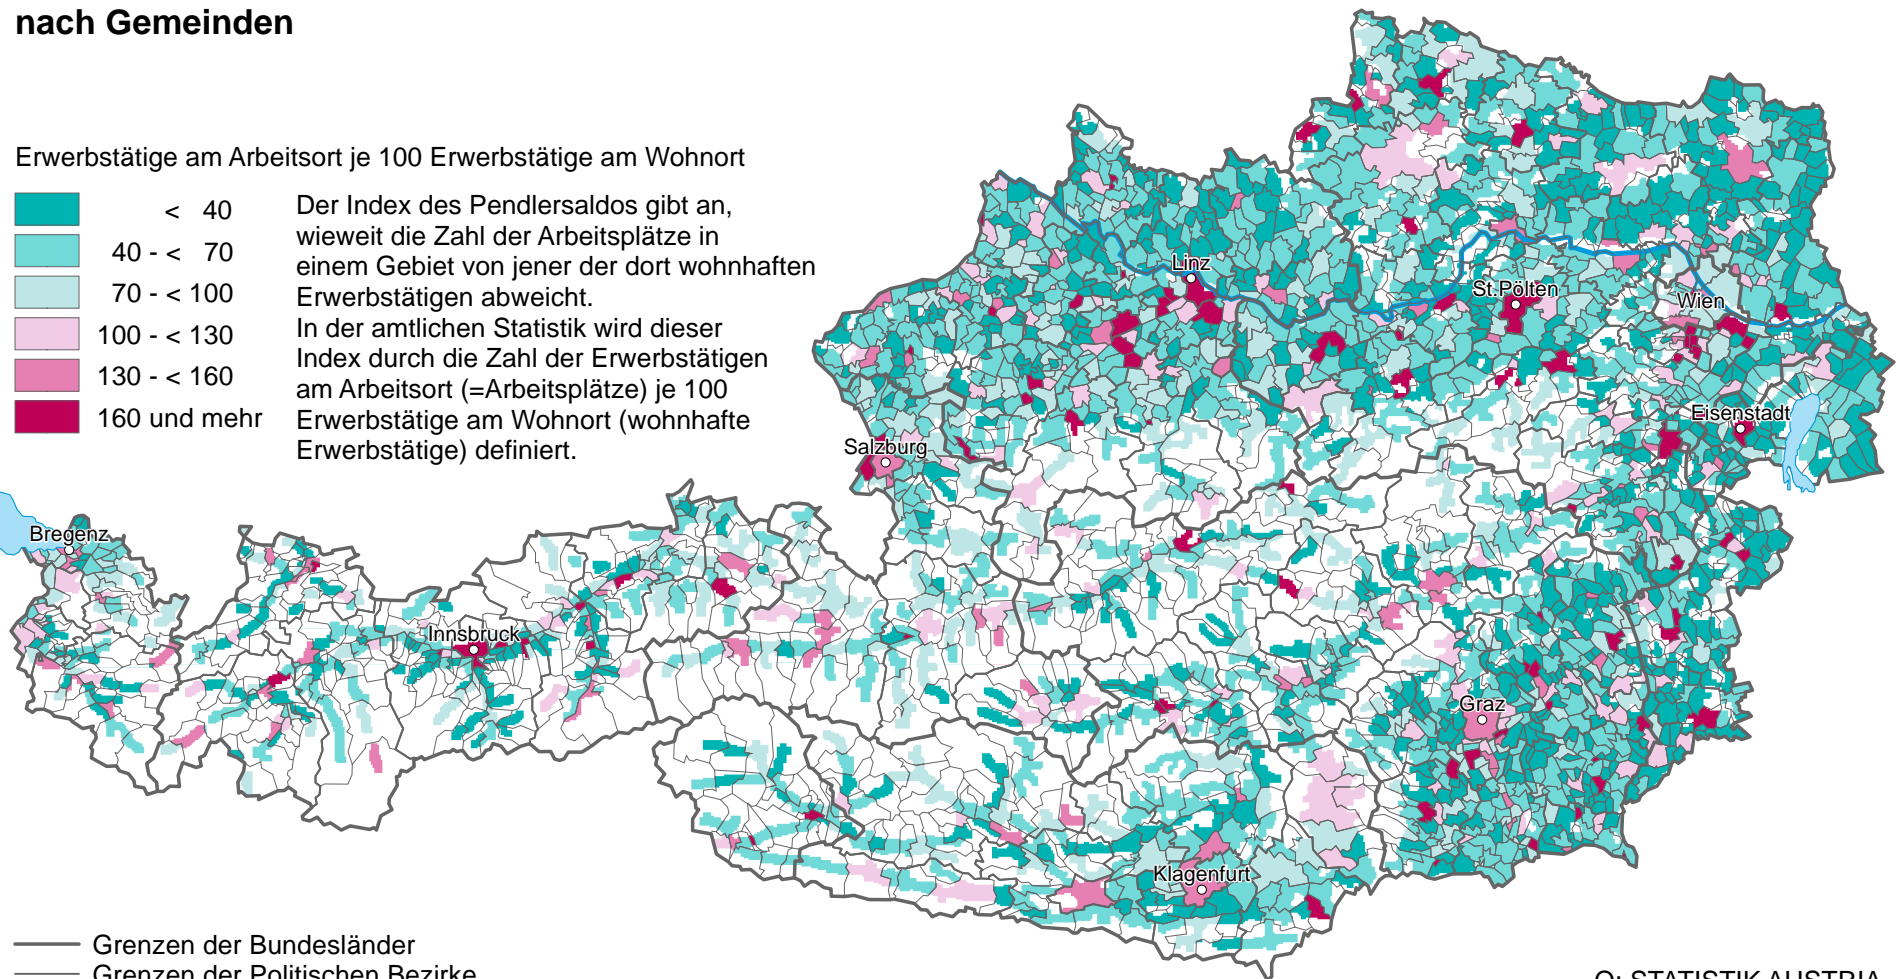 nach Gemeinden
Erwerbstätige am Arbeitsort je 100 Erwerbstätige am Wohnort
< 40
40 - < 70
70 - < 100
100 - < 130
130 - < 160
160 und mehr
Der Index des Pendlersaldos gibt an,
wieweit die Zahl der Arbeitsplätze in
einem Gebiet von jener der dort wohnhaften
Erwerbstätigen abweicht.
In der amtlichen Statistik wird dieser
Index durch die Zahl der Erwerbstätigen
am Arbeitsort (=Arbeitsplätze) je 100
Erwerbstätige am Wohnort (wohnhafte
Erwerbstätige) definiert.
Linz
St.Pölten
Wien
Eisenstadt
Salzburg
Bregenz
Innsbruck
Graz
Klagenfurt
Grenzen der Bundesländer
Grenzen der Politischen Bezirke
Q: STATISTIK AUSTRIA